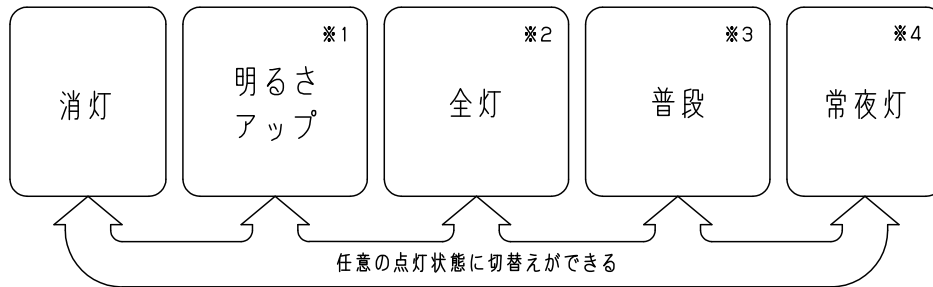 消灯
※1
明るさ
アップ
※2
全灯
※3
普段
※4
常夜灯
任意の点灯状態に切替えができる